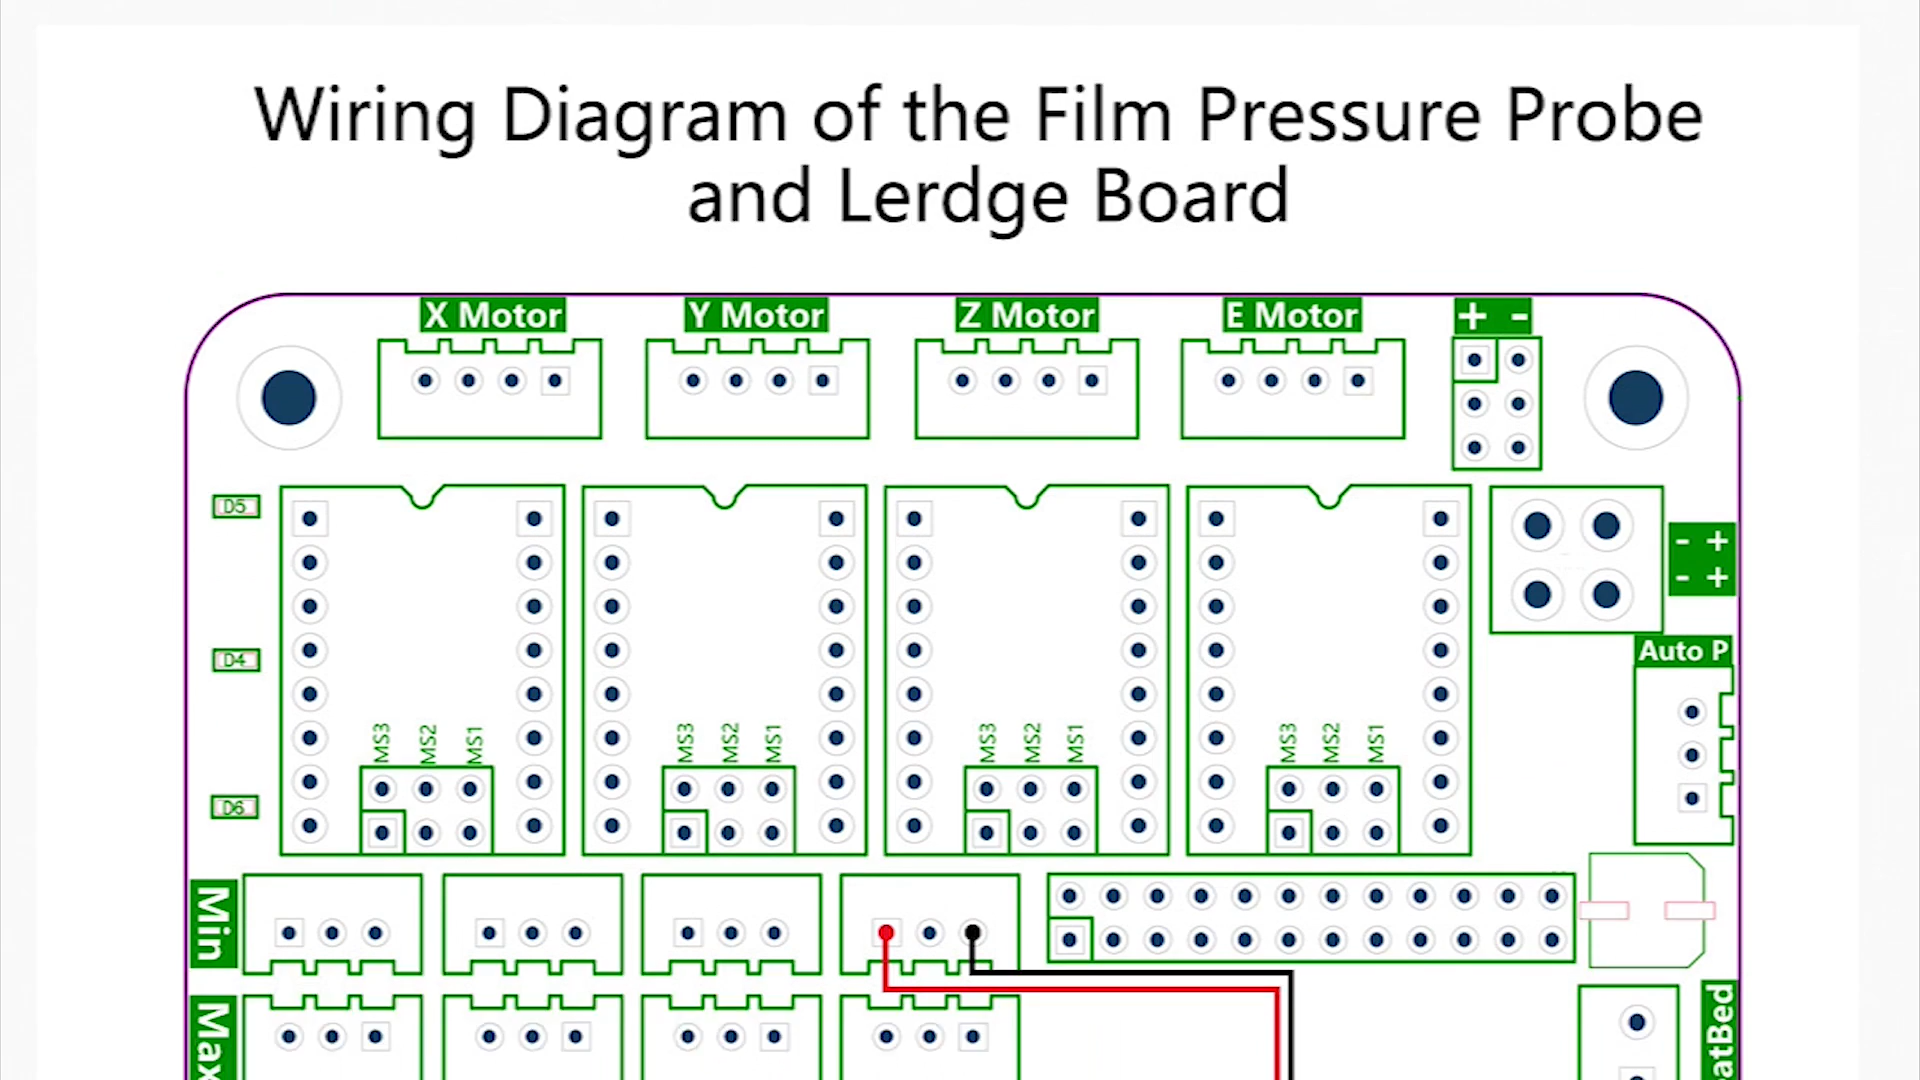 Wiring Diagram of the Film Pressure Probe
and Lerdge Board
X Motor
Y Motor
Z Motor
E Motor
+ -
D5
- +
- +
D4
Auto P
MS3 MS2 MS1
MS3 MS2 MS1
MS3 MS2 MS1
MS3 MS2 MS1
D6
Min
Max
atBed